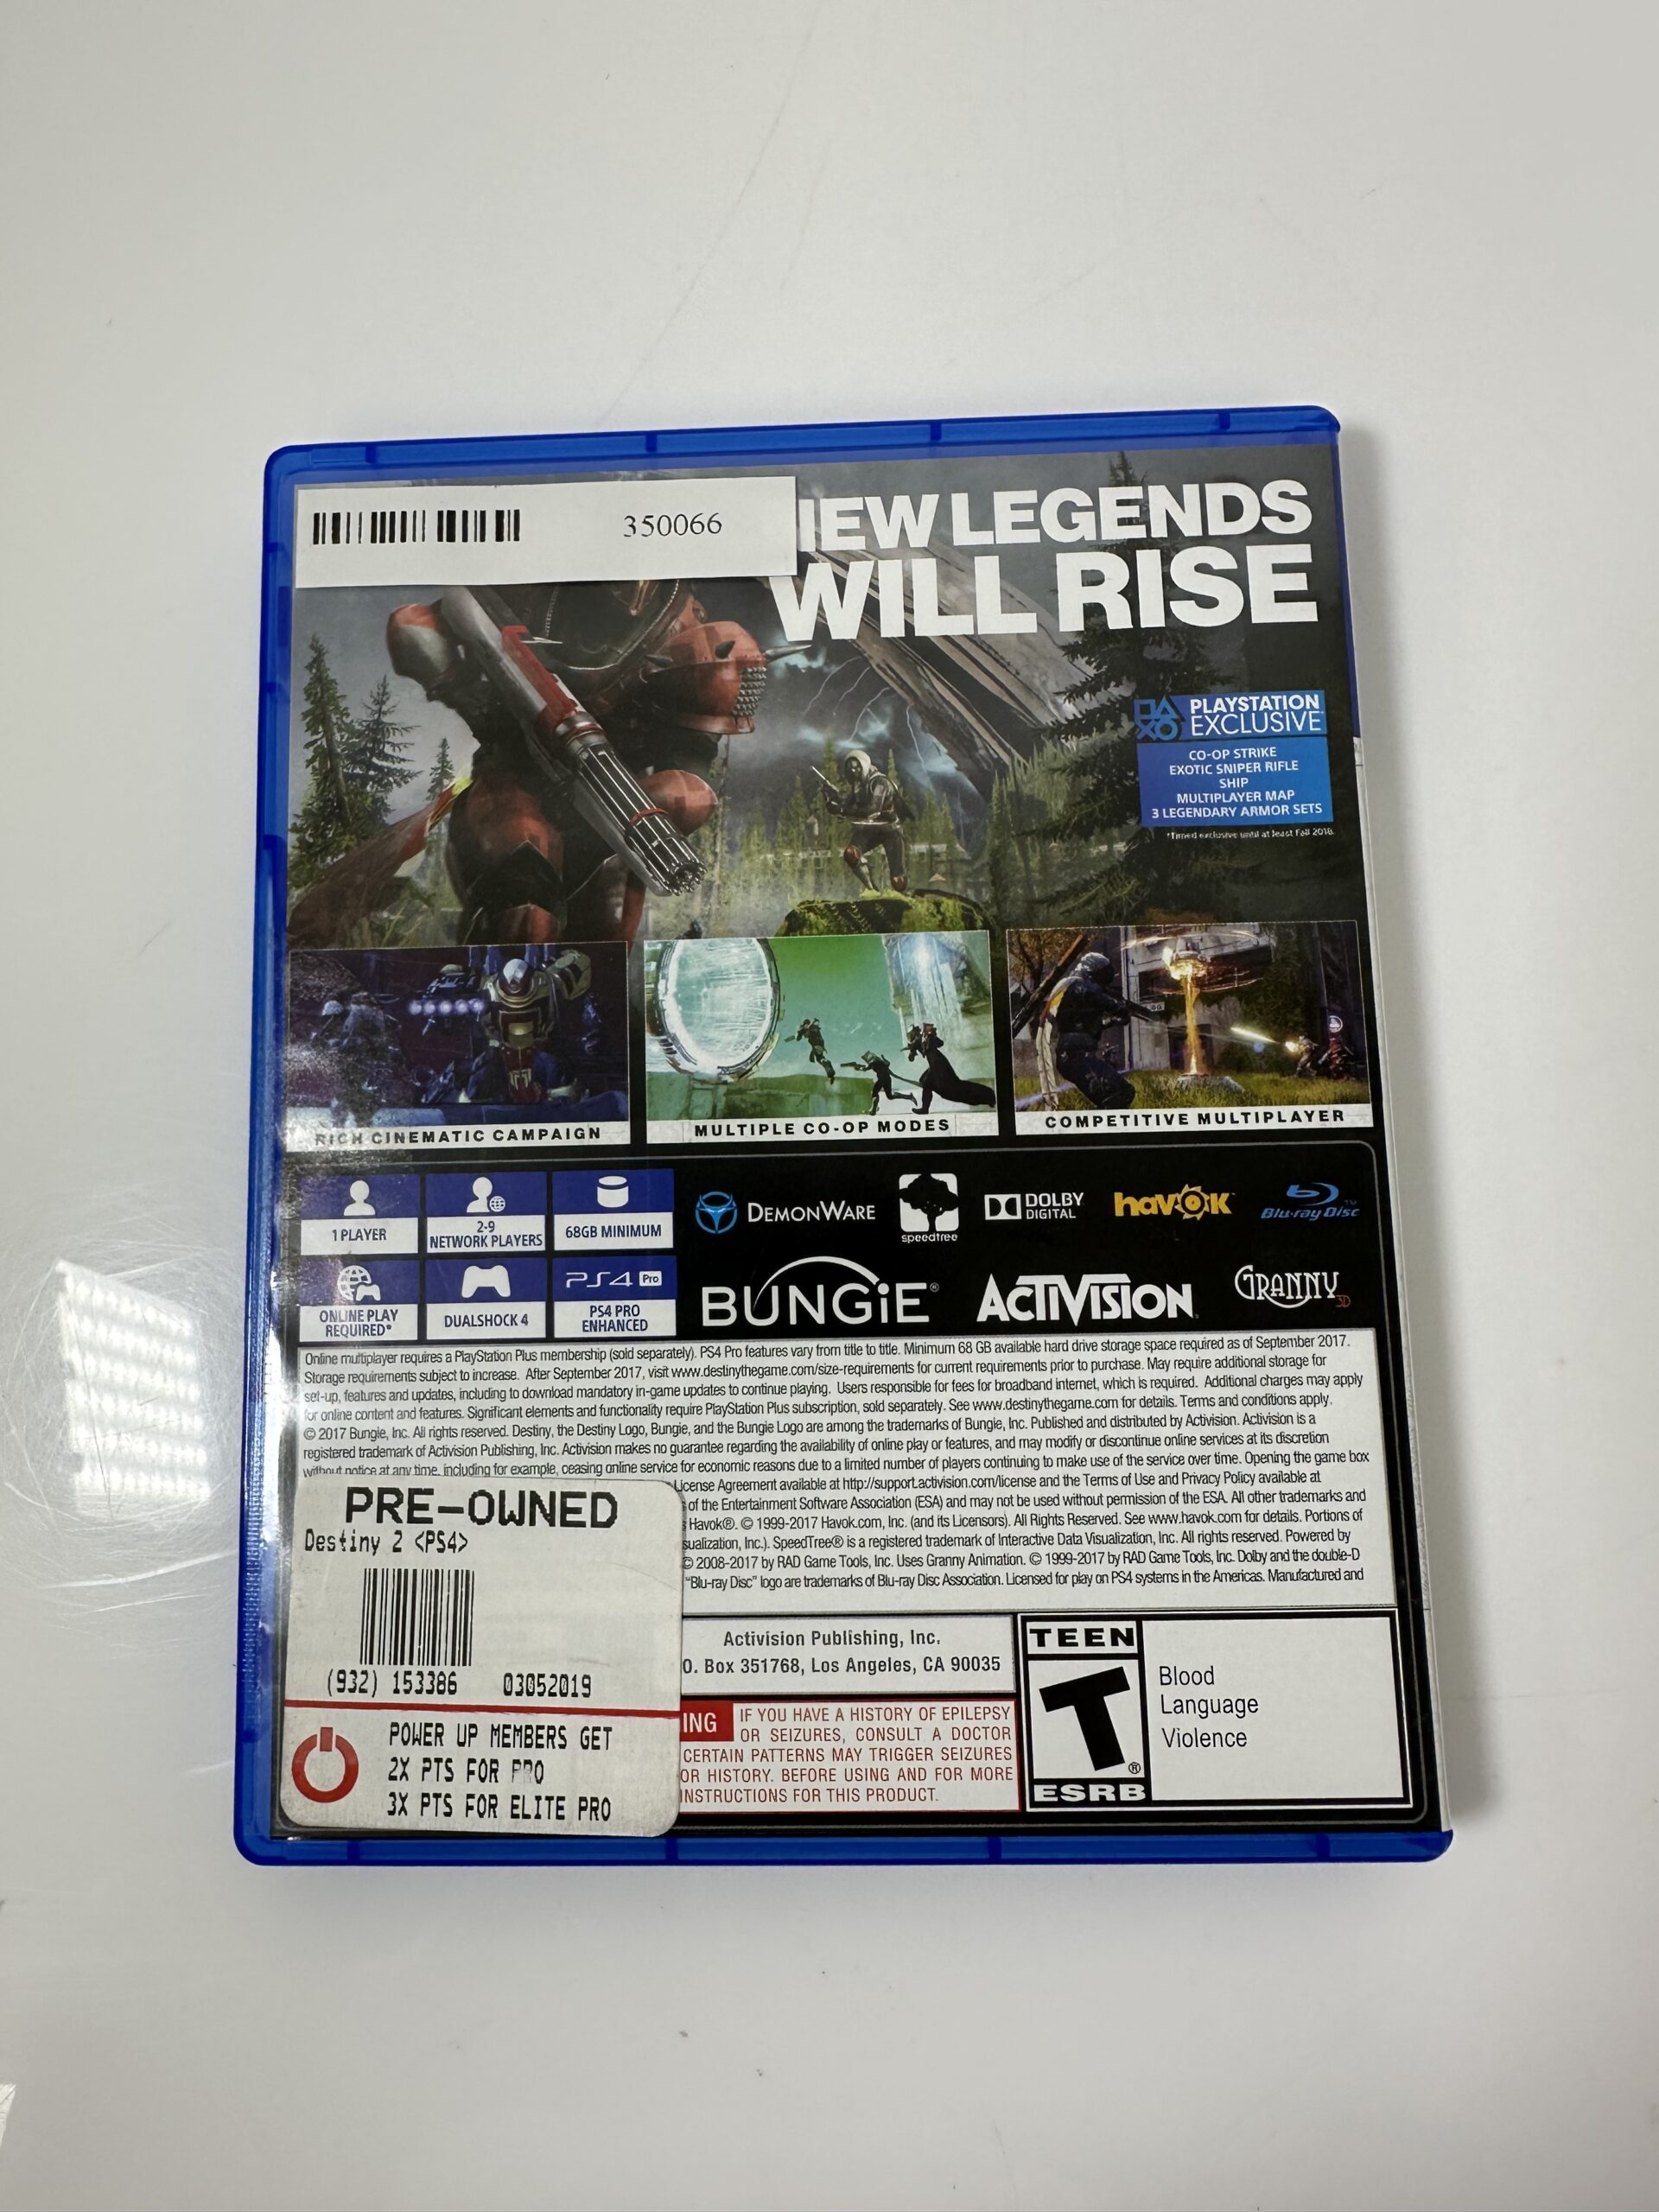 350066
NEW LEGENDS
WILL RISE
PLAYSTATION
EXCLUSIVE
CO-OP STRIKE
EXOTIC SNIPER RIFLE
SHIP
MULTIPLAYER MAP
3 LEGENDARY ARMOR SETS
*Timed exclusive until at least Fall 2018.
RICH CINEMATIC CAMPAIGN
MULTIPLE CO-OP MODES
COMPETITIVE MULTIPLAYER
1 PLAYER
2-9
NETWORK PLAYERS
68GB MINIMUM
ONLINE PLAY
REQUIRED*
DUALSHOCK 4
PS4 Pro
PS4 PRO
ENHANCED
DEMONWARE
speedtree
DOLBY
DIGITAL
havok™
Blu-ray Disc™
BUNGiE®
ACTIVISION
GRANNY 3D
Online multiplayer requires a PlayStation Plus membership (sold separately). PS4 Pro features vary from title to title. Minimum 68 GB available hard drive storage space required as of September 2017.
Storage requirements subject to increase. After September 2017, visit www.destinythegame.com/size-requirements for current requirements prior to purchase. May require additional storage for
set-up, features and updates, including to download mandatory in-game updates to continue playing. Users responsible for fees for broadband internet, which is required. Additional charges may apply
for online content and features. Significant elements and functionality require PlayStation Plus subscription, sold separately. See www.destinythegame.com for details. Terms and conditions apply.
© 2017 Bungie, Inc. All rights reserved. Destiny, the Destiny Logo, Bungie, and the Bungie Logo are among the trademarks of Bungie, Inc. Published and distributed by Activision. Activision is a
registered trademark of Activision Publishing, Inc. Activision makes no guarantee regarding the availability of online play or features, and may modify or discontinue online services at its discretion
without notice at any time, including for example, ceasing online service for economic reasons due to a limited number of players continuing to make use of the service over time. Opening the game box
License Agreement available at http://support.activision.com/license and the Terms of Use and Privacy Policy available at
of the Entertainment Software Association (ESA) and may not be used without permission of the ESA. All other trademarks and
Havok®. © 1999-2017 Havok.com, Inc. (and its Licensors). All Rights Reserved. See www.havok.com for details. Portions of
sualization, Inc.). SpeedTree® is a registered trademark of Interactive Data Visualization, Inc. All rights reserved. Powered by
© 2008-2017 by RAD Game Tools, Inc. Uses Granny Animation. © 1999-2017 by RAD Game Tools, Inc. Dolby and the double-D
"Blu-ray Disc" logo are trademarks of Blu-ray Disc Association. Licensed for play on PS4 systems in the Americas. Manufactured and
PRE-OWNED
Destiny 2 <PS4>
(932) 153386 03052019
POWER UP MEMBERS GET
2X PTS FOR PRO
3X PTS FOR ELITE PRO
Activision Publishing, Inc.
O. Box 351768, Los Angeles, CA 90035
ING IF YOU HAVE A HISTORY OF EPILEPSY
OR SEIZURES, CONSULT A DOCTOR
CERTAIN PATTERNS MAY TRIGGER SEIZURES
OR HISTORY. BEFORE USING AND FOR MORE
INSTRUCTIONS FOR THIS PRODUCT.
TEEN
T®
ESRB
Blood
Language
Violence